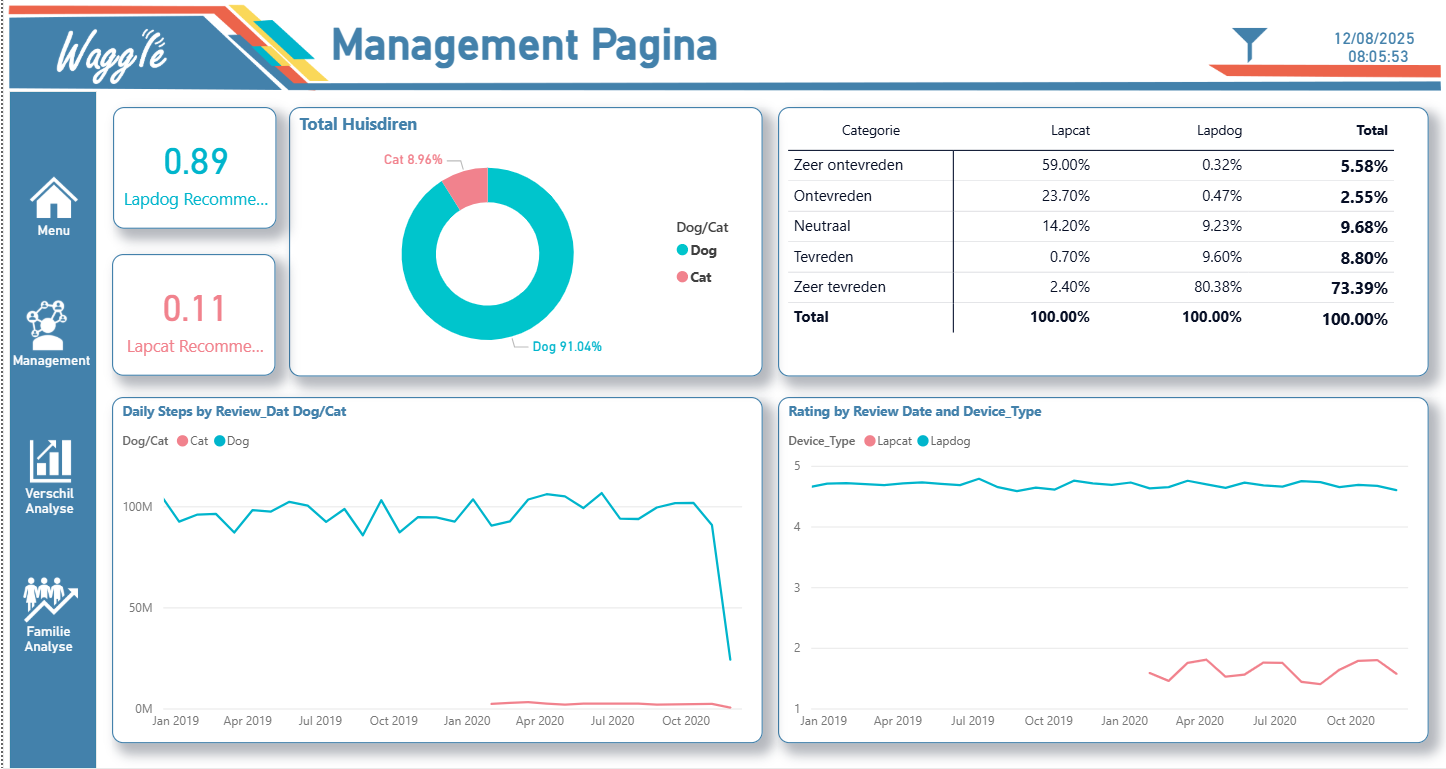 Waggle
Management Pagina
12/08/2025
08:05:53
Menu
Management
Verschil
Analyse
Familie
Analyse
0.89
Lapdog Recomme...
0.11
Lapcat Recomme...
Total Huisdiren
Cat 8.96%
Dog 91.04%
Dog/Cat
Dog
Cat
Categorie Lapcat Lapdog Total
Zeer ontevreden 59.00% 0.32% 5.58%
Ontevreden 23.70% 0.47% 2.55%
Neutraal 14.20% 9.23% 9.68%
Tevreden 0.70% 9.60% 8.80%
Zeer tevreden 2.40% 80.38% 73.39%
Total 100.00% 100.00% 100.00%
Daily Steps by Review_Dat Dog/Cat
Dog/Cat Cat Dog
100M
50M
0M
Jan 2019 Apr 2019 Jul 2019 Oct 2019 Jan 2020 Apr 2020 Jul 2020 Oct 2020
Rating by Review Date and Device_Type
Device_Type Lapcat Lapdog
5
4
3
2
1
Jan 2019 Apr 2019 Jul 2019 Oct 2019 Jan 2020 Apr 2020 Jul 2020 Oct 2020